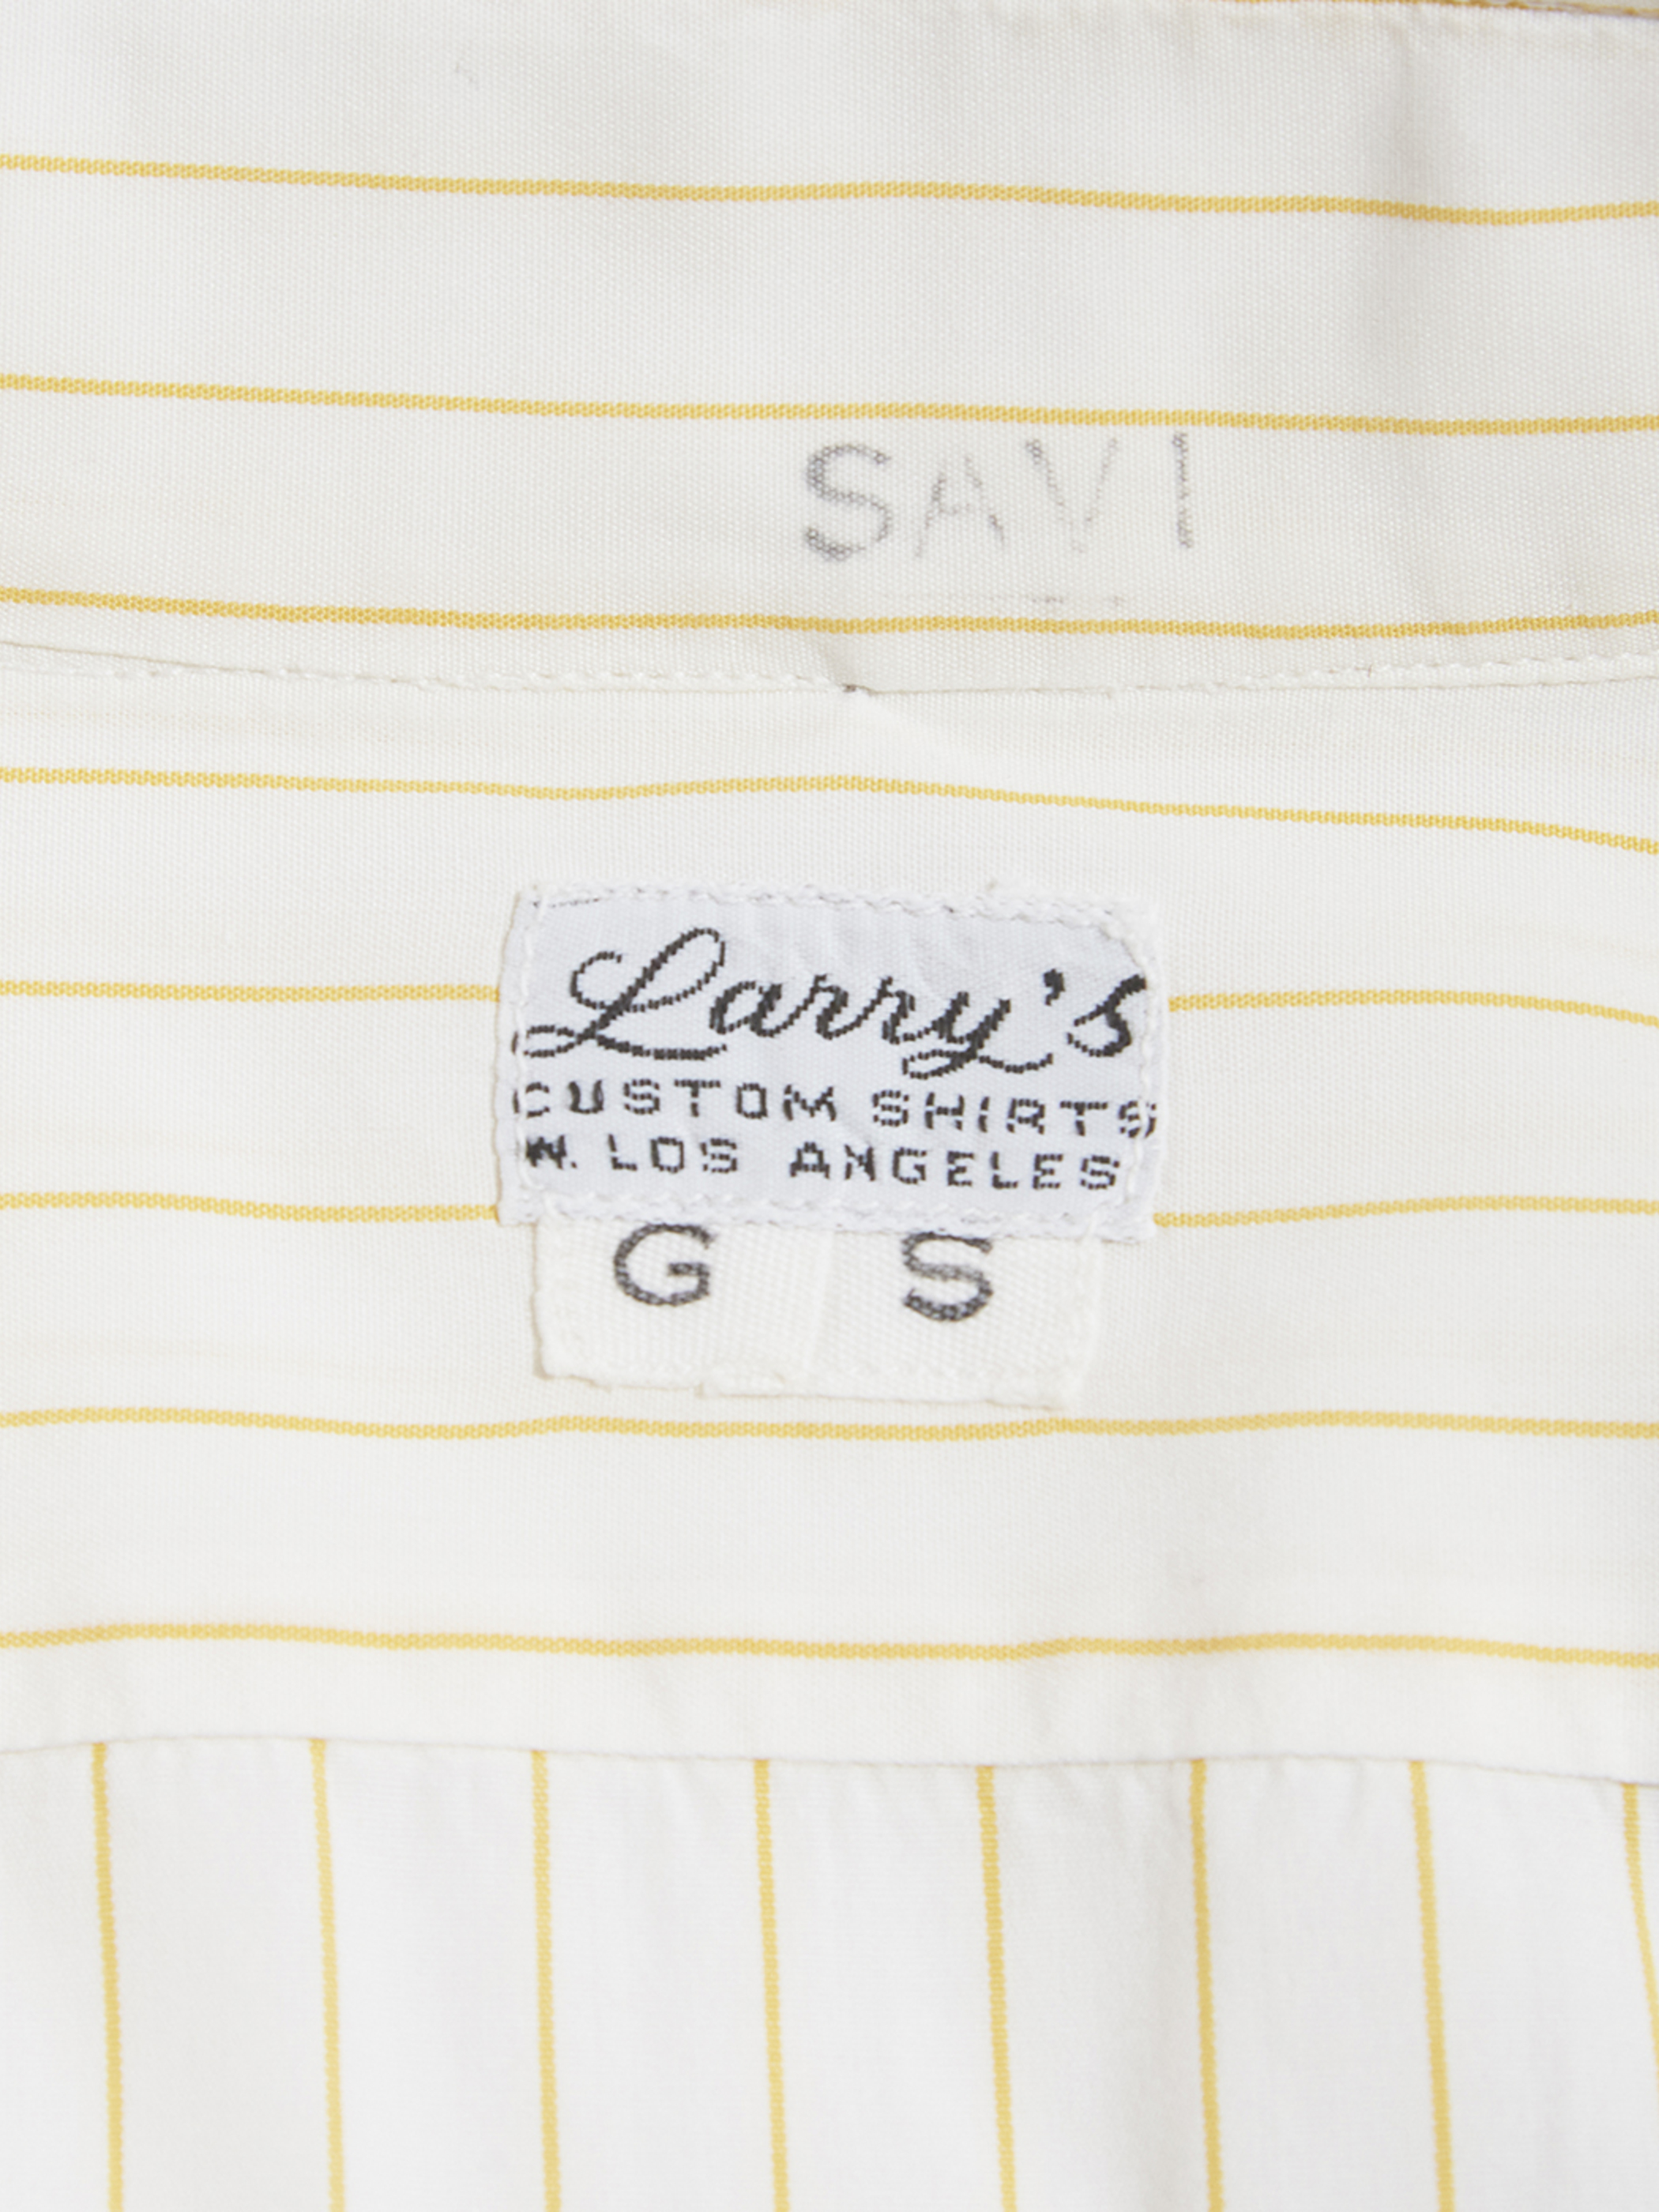 SAVI
Larry's
CUSTOM SHIRTS
W. LOS ANGELES
G S